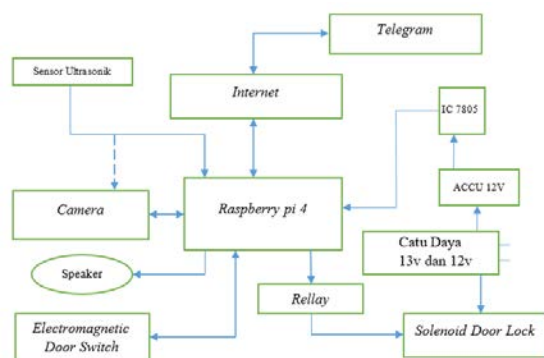 Telegram
Sensor Ultrasonik
Internet
IC 7805
ACCU 12V
Camera
Raspberry pi 4
Catu Daya
13v dan 12v
Speaker
Rellay
Electromagnetic
Door Switch
Solenoid Door Lock